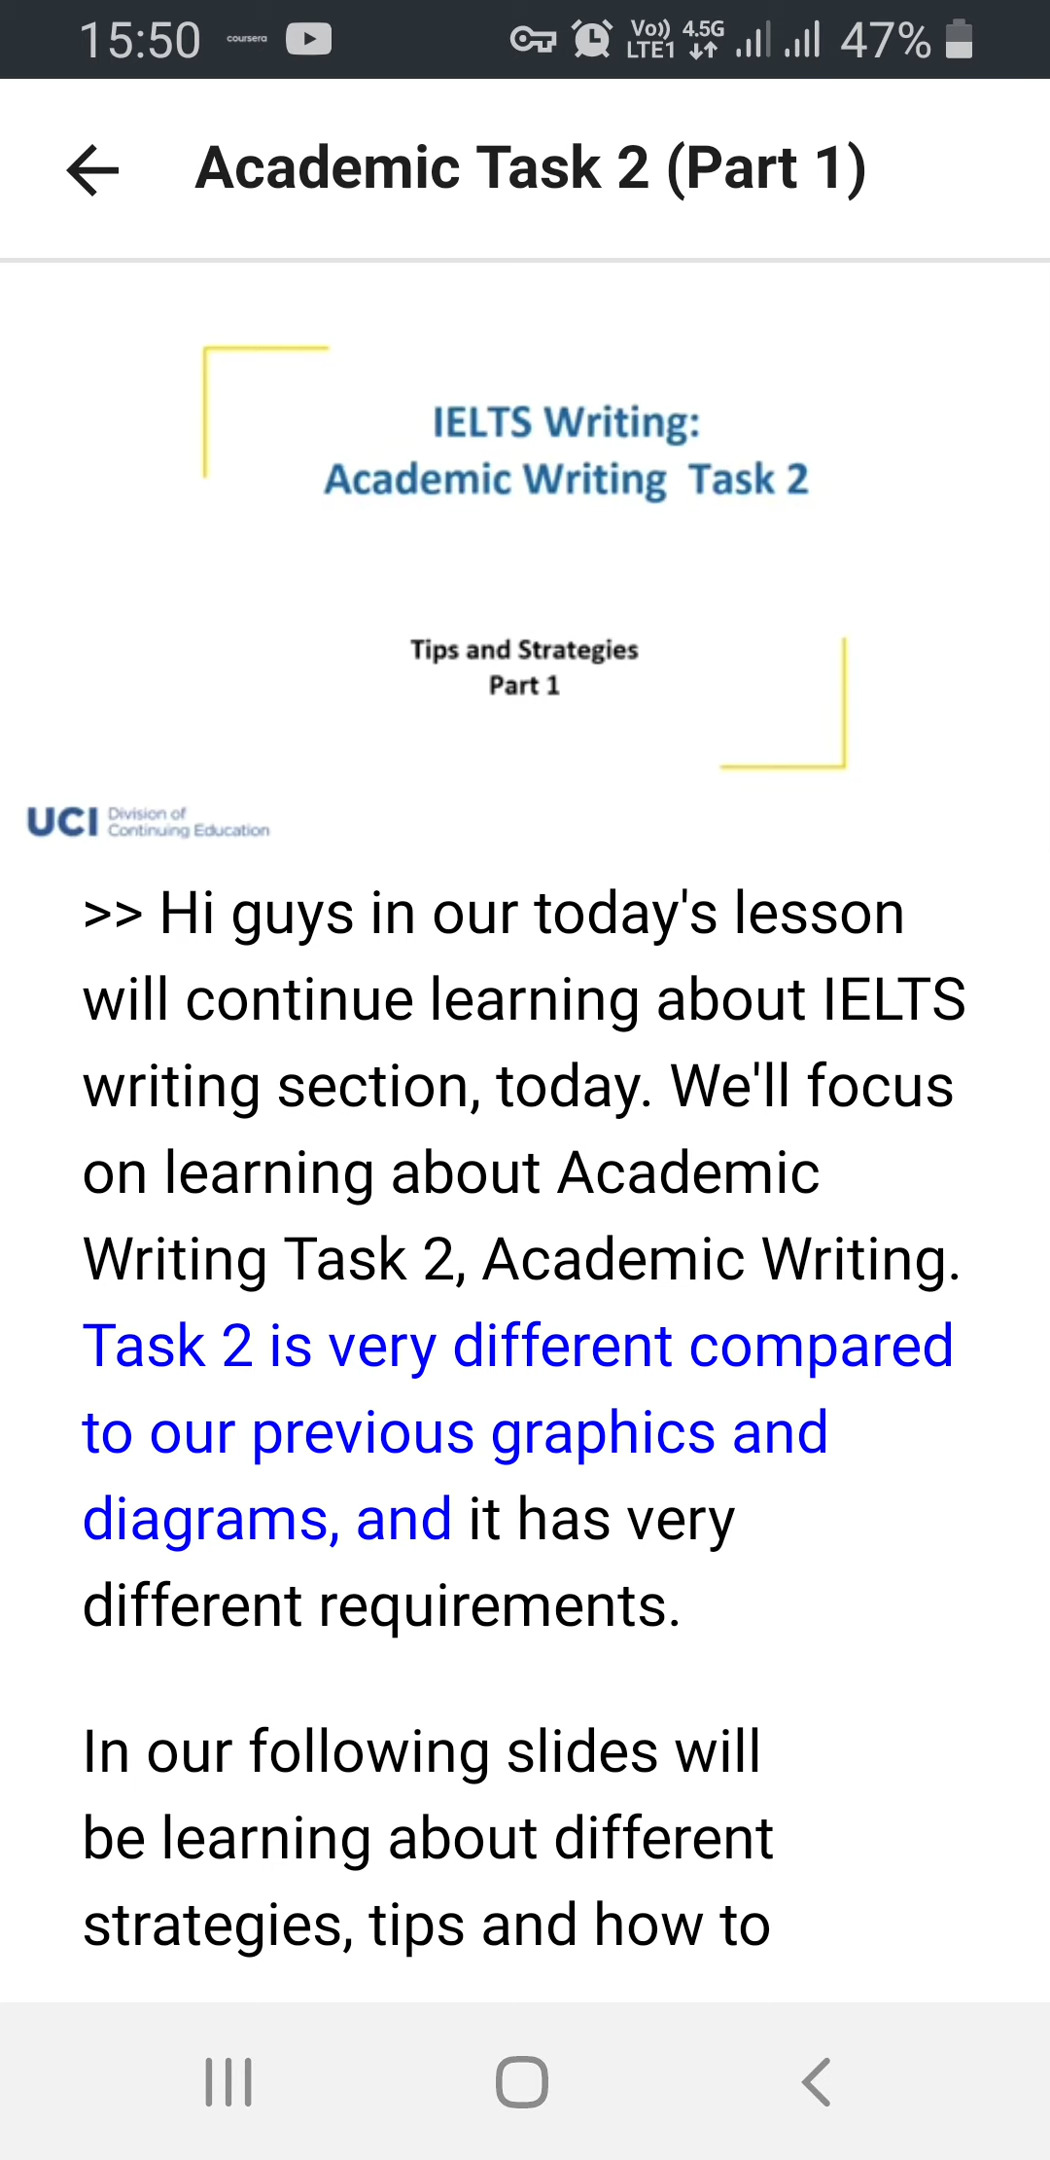 15:50 coursera Vo)) LTE1 4.5G 47%
Academic Task 2 (Part 1)
IELTS Writing:
Academic Writing Task 2
Tips and Strategies
Part 1
UCI Division of
Continuing Education
>> Hi guys in our today's lesson
will continue learning about IELTS
writing section, today. We'll focus
on learning about Academic
Writing Task 2, Academic Writing.
Task 2 is very different compared
to our previous graphics and
diagrams, and it has very
different requirements.
In our following slides will
be learning about different
strategies, tips and how to